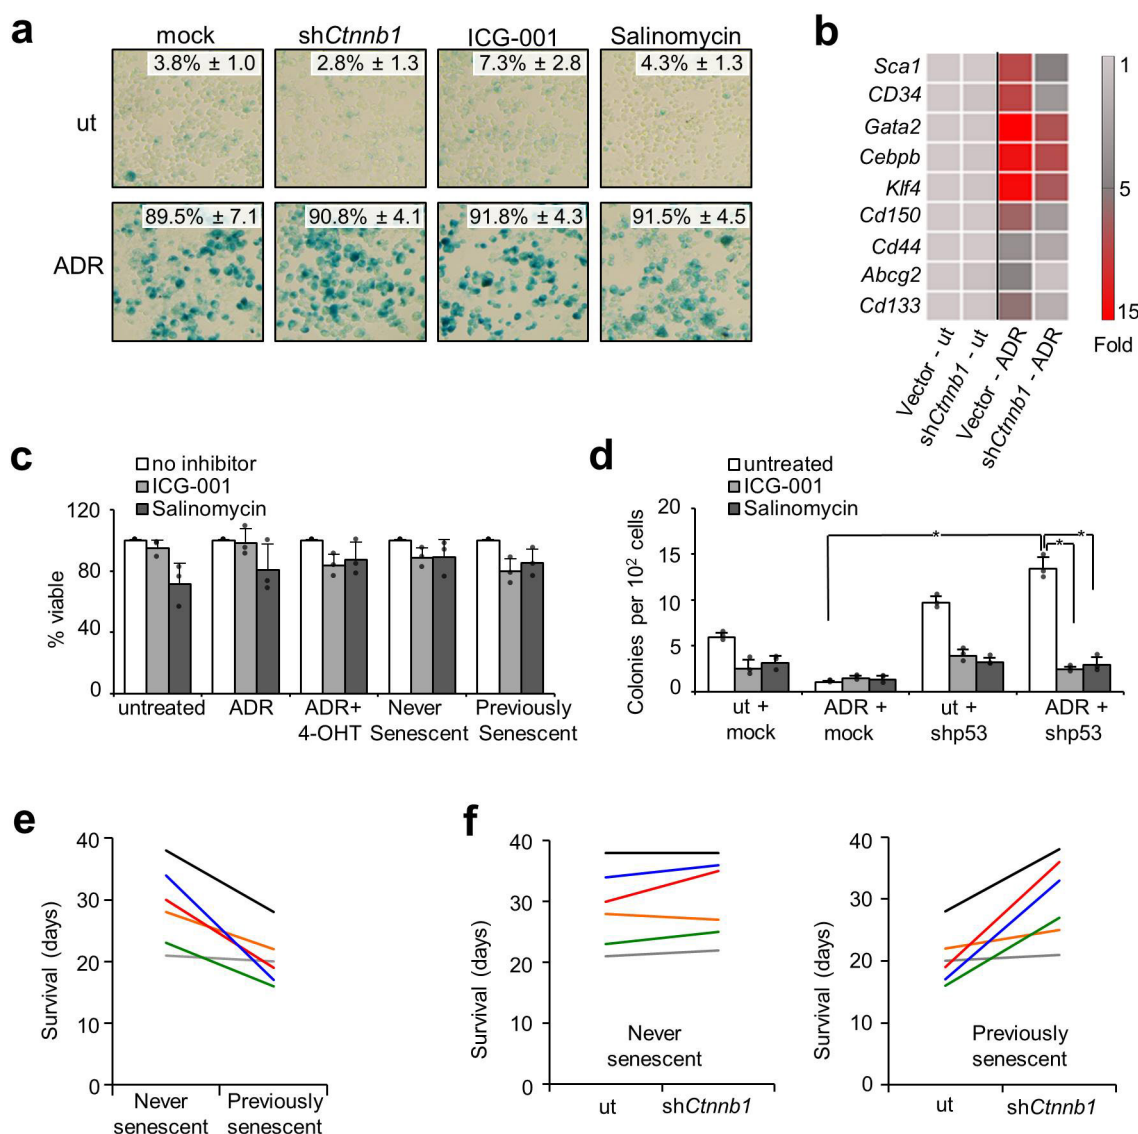 a
mock
shCtnnb1
ICG-001
Salinomycin
ut
3.8% ± 1.0
2.8% ± 1.3
7.3% ± 2.8
4.3% ± 1.3
ADR
89.5% ± 7.1
90.8% ± 4.1
91.8% ± 4.3
91.5% ± 4.5
b
Sca1
CD34
Gata2
Cebpb
Klf4
Cd150
Cd44
Abcg2
Cd133
Vector - ut
shCtnnb1 - ut
Vector - ADR
shCtnnb1 - ADR
1
5
15
Fold
c
no inhibitor
ICG-001
Salinomycin
% viable
120
80
40
0
untreated
ADR
ADR+
4-OHT
Never
Senescent
Previously
Senescent
d
untreated
ICG-001
Salinomycin
Colonies per 10² cells
20
15
10
5
0
* * *
ut +
mock
ADR +
mock
ut +
shp53
ADR +
shp53
e
Survival (days)
40
30
20
10
0
Never
senescent
Previously
senescent
f
Survival (days)
40
30
20
10
0
Never
senescent
ut
shCtnnb1
Survival (days)
40
30
20
10
0
Previously
senescent
ut
shCtnnb1